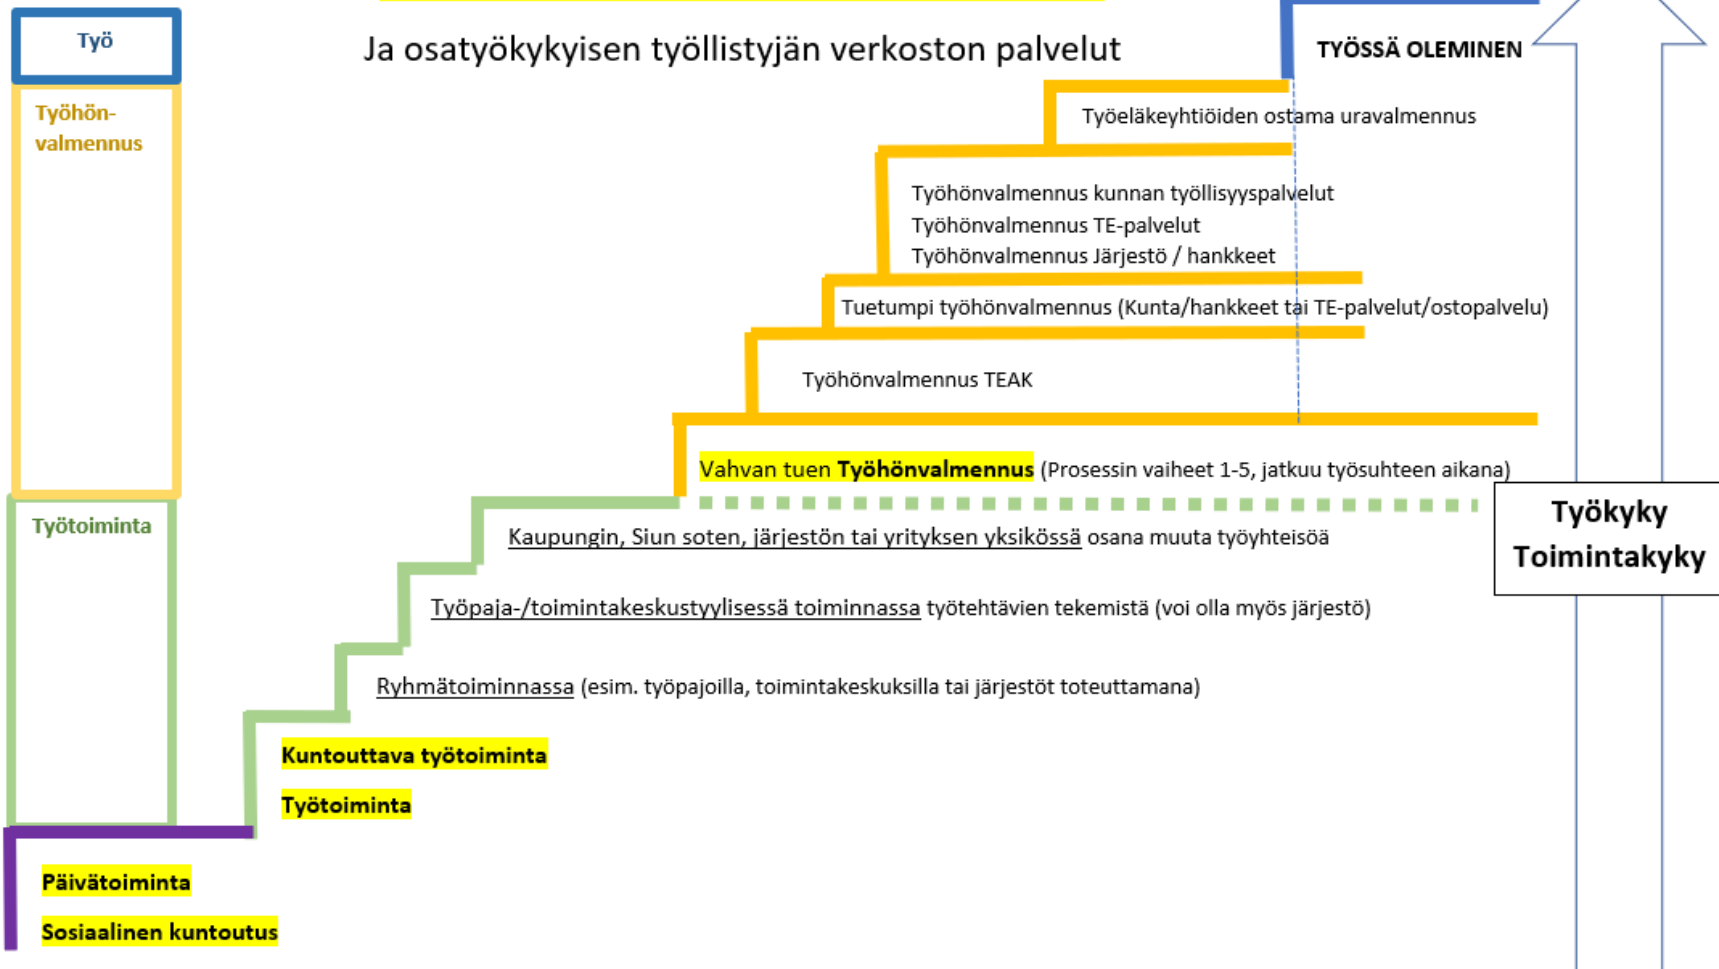 Työ
Ja osatyökykyisen työllistyjän verkoston palvelut
TYÖSSÄ OLEMINEN
Työhön-
valmennus
Työeläkeyhtiöiden ostama uravalmennus
Työhönvalmennus kunnan työllisyyspalvelut
Työhönvalmennus TE-palvelut
Työhönvalmennus Järjestö / hankkeet
Tuetumpi työhönvalmennus (Kunta/hankkeet tai TE-palvelut/ostopalvelu)
Työhönvalmennus TEAK
Vahvan tuen Työhönvalmennus (Prosessin vaiheet 1-5, jatkuu työsuhteen aikana)
Työkyky
Toimintakyky
Työtoiminta
Kaupungin, Siun soten, järjestön tai yrityksen yksikössä osana muuta työyhteisöä
Työpaja-/toimintakeskustyylisessä toiminnassa työtehtävien tekemistä (voi olla myös järjestö)
Ryhmätoiminnassa (esim. työpajoilla, toimintakeskuksilla tai järjestöt toteuttamana)
Kuntouttava työtoiminta
Työtoiminta
Päivätoiminta
Sosiaalinen kuntoutus